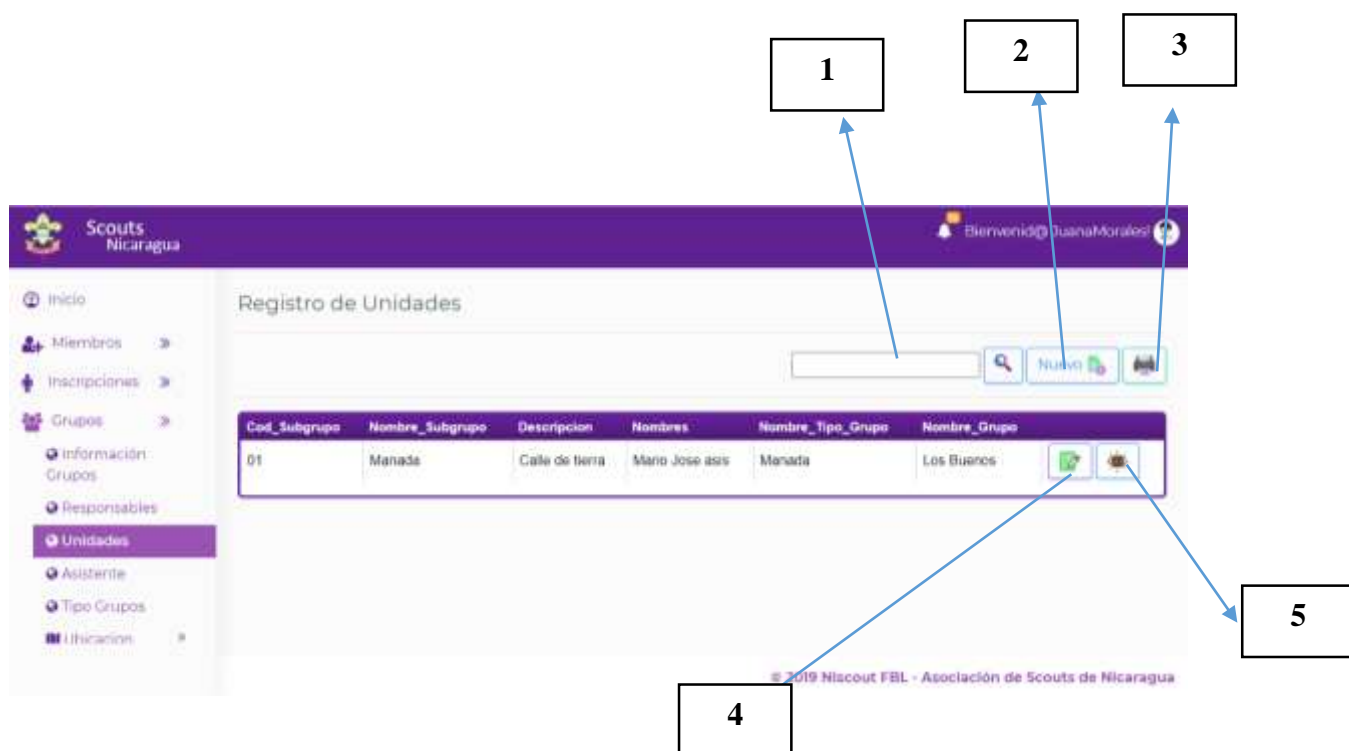 1
2
3
Scouts
Nicaragua
Bienvenid@ JuanaMorales!
Inicio
Registro de Unidades
Miembros
Inscripciones
Nuevo
Grupos
Cod_Subgrupo Nombre_Subgrupo Descripcion Nombres Nombre_Tipo_Grupo Nombre_Grupo
01 Manada Calle de tierra Mario Jose asis Manada Los Buenos
Información
Grupos
Responsables
Unidades
Asistente
Tipo Grupos
Ubicacion
5
© 2019 Niscout FBL - Asociación de Scouts de Nicaragua
4